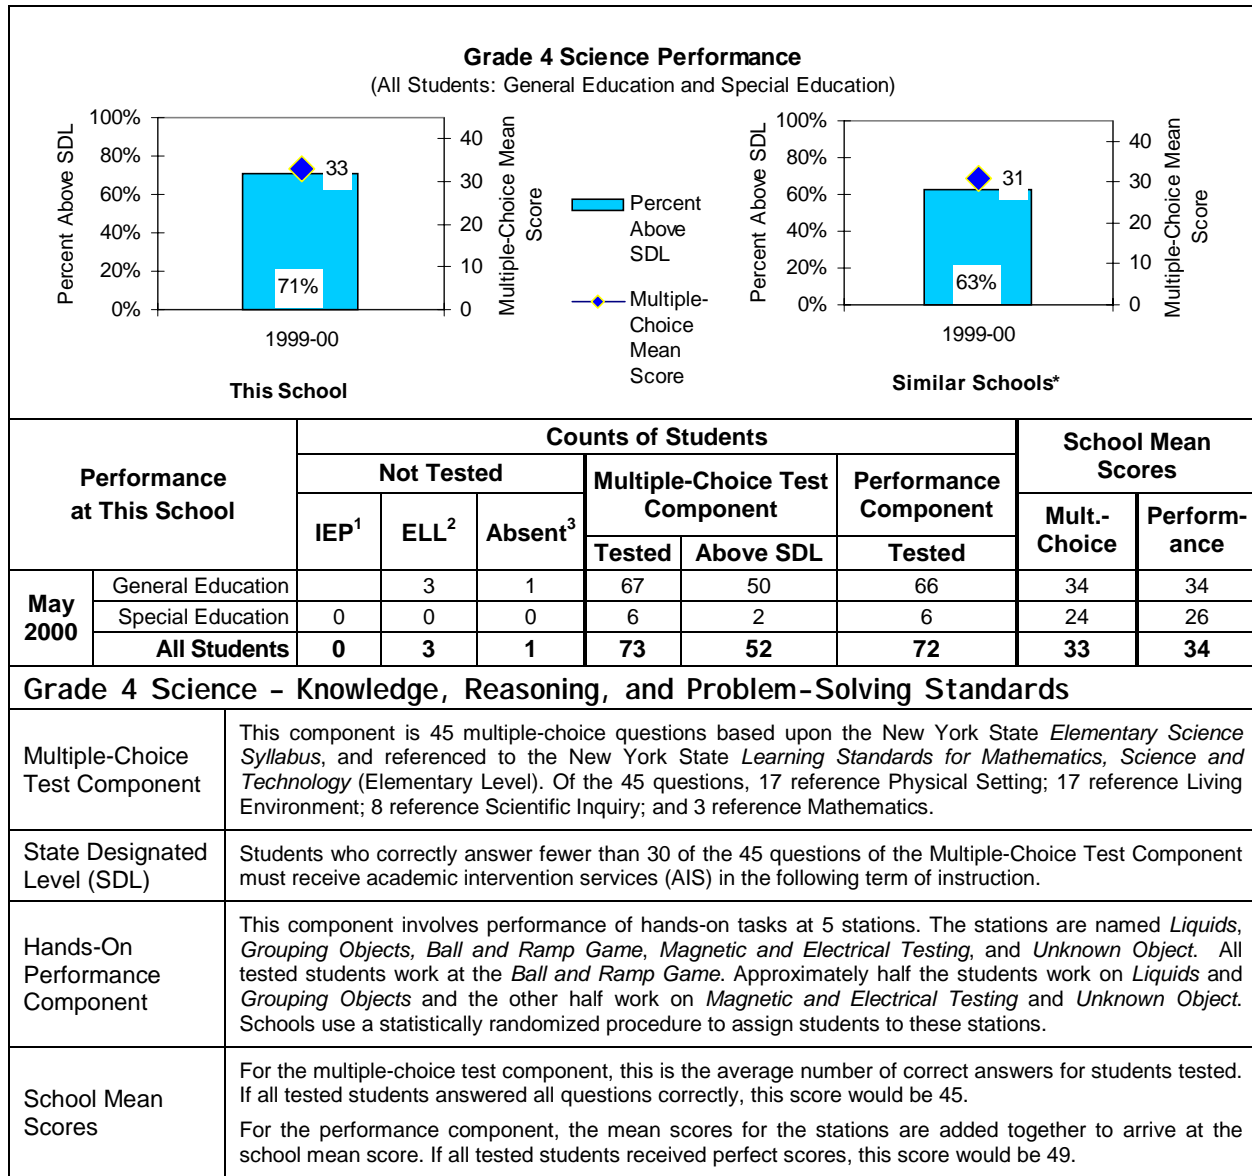 Grade 4 Science Performance
(All Students: General Education and Special Education)
Percent Above SDL
100%
80%
60%
40%
20%
0%
33
71%
40
30
20
10
0
Multiple-Choice Mean
Score
1999-00
This School
Percent
Above
SDL
Multiple-
Choice
Mean
Score
Percent Above SDL
100%
80%
60%
40%
20%
0%
31
63%
40
30
20
10
0
Multiple-Choice Mean
Score
1999-00
Similar Schools*
Performance
at This School
Counts of Students
School Mean
Scores
Not Tested
Multiple-Choice Test
Component
Performance
Component
IEP1 ELL2 Absent3
Tested Above SDL Tested
Mult.-
Choice
Perform-
ance
May
2000
General Education 3 1 67 50 66 34 34
Special Education 0 0 0 6 2 6 24 26
All Students 0 3 1 73 52 72 33 34
Grade 4 Science – Knowledge, Reasoning, and Problem-Solving Standards
Multiple-Choice
Test Component
This component is 45 multiple-choice questions based upon the New York State Elementary Science
Syllabus, and referenced to the New York State Learning Standards for Mathematics, Science and
Technology (Elementary Level). Of the 45 questions, 17 reference Physical Setting; 17 reference Living
Environment; 8 reference Scientific Inquiry; and 3 reference Mathematics.
State Designated
Level (SDL)
Students who correctly answer fewer than 30 of the 45 questions of the Multiple-Choice Test Component
must receive academic intervention services (AIS) in the following term of instruction.
Hands-On
Performance
Component
This component involves performance of hands-on tasks at 5 stations. The stations are named Liquids,
Grouping Objects, Ball and Ramp Game, Magnetic and Electrical Testing, and Unknown Object. All
tested students work at the Ball and Ramp Game. Approximately half the students work on Liquids and
Grouping Objects and the other half work on Magnetic and Electrical Testing and Unknown Object.
Schools use a statistically randomized procedure to assign students to these stations.
School Mean
Scores
For the multiple-choice test component, this is the average number of correct answers for students tested.
If all tested students answered all questions correctly, this score would be 45.
For the performance component, the mean scores for the stations are added together to arrive at the
school mean score. If all tested students received perfect scores, this score would be 49.